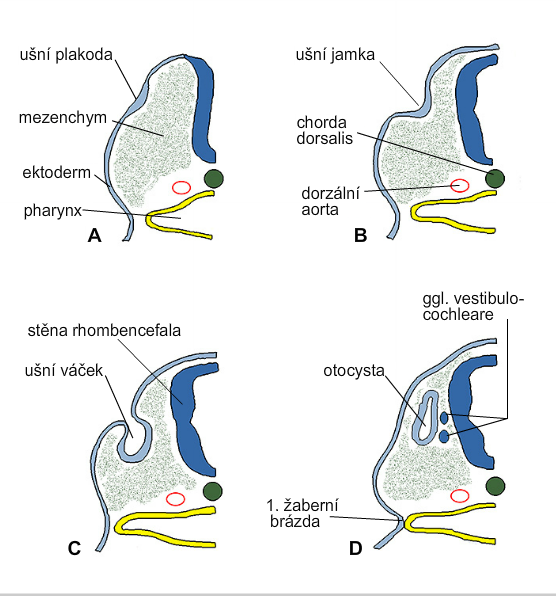 ušní plakoda
mezenchym
ektoderm
pharynx
A
ušní jamka
chorda
dorsalis
dorzální
aorta
B
stěna rhombencefala
ušní váček
C
ggl. vestibulo-
cochleare
otocysta
1. žaberní
brázda
D